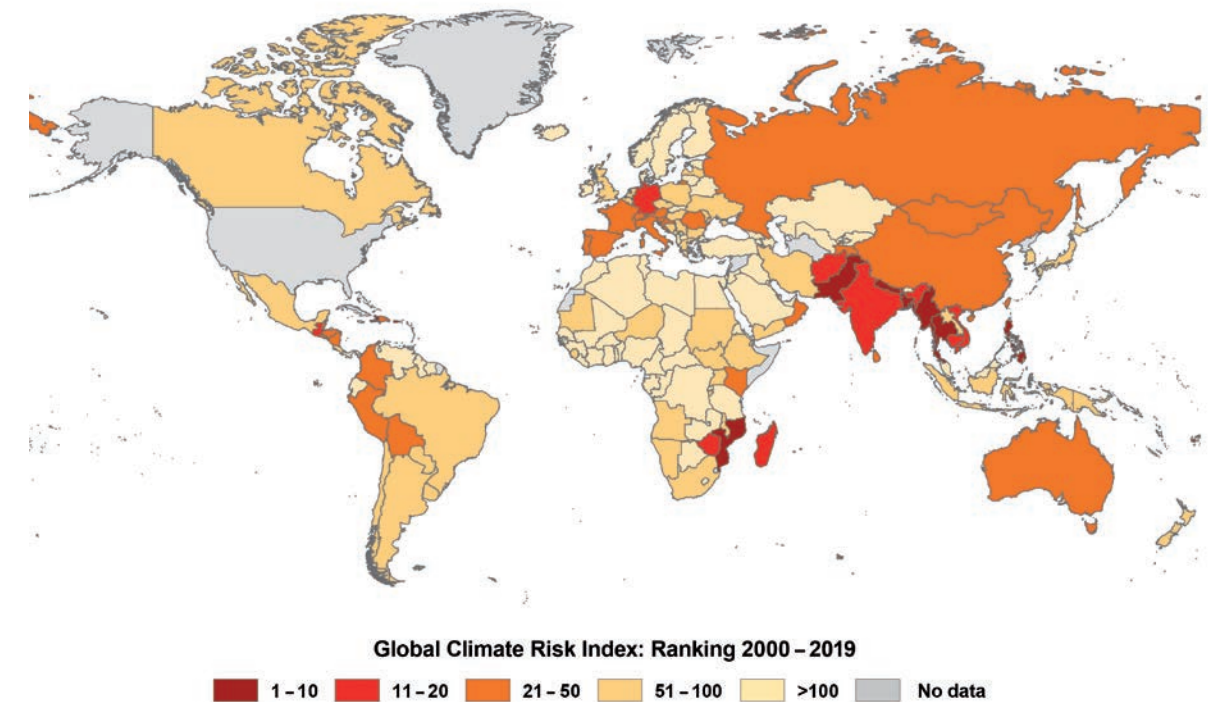 Global Climate Risk Index: Ranking 2000 – 2019
1 – 10 11 – 20 21 – 50 51 – 100 >100 No data